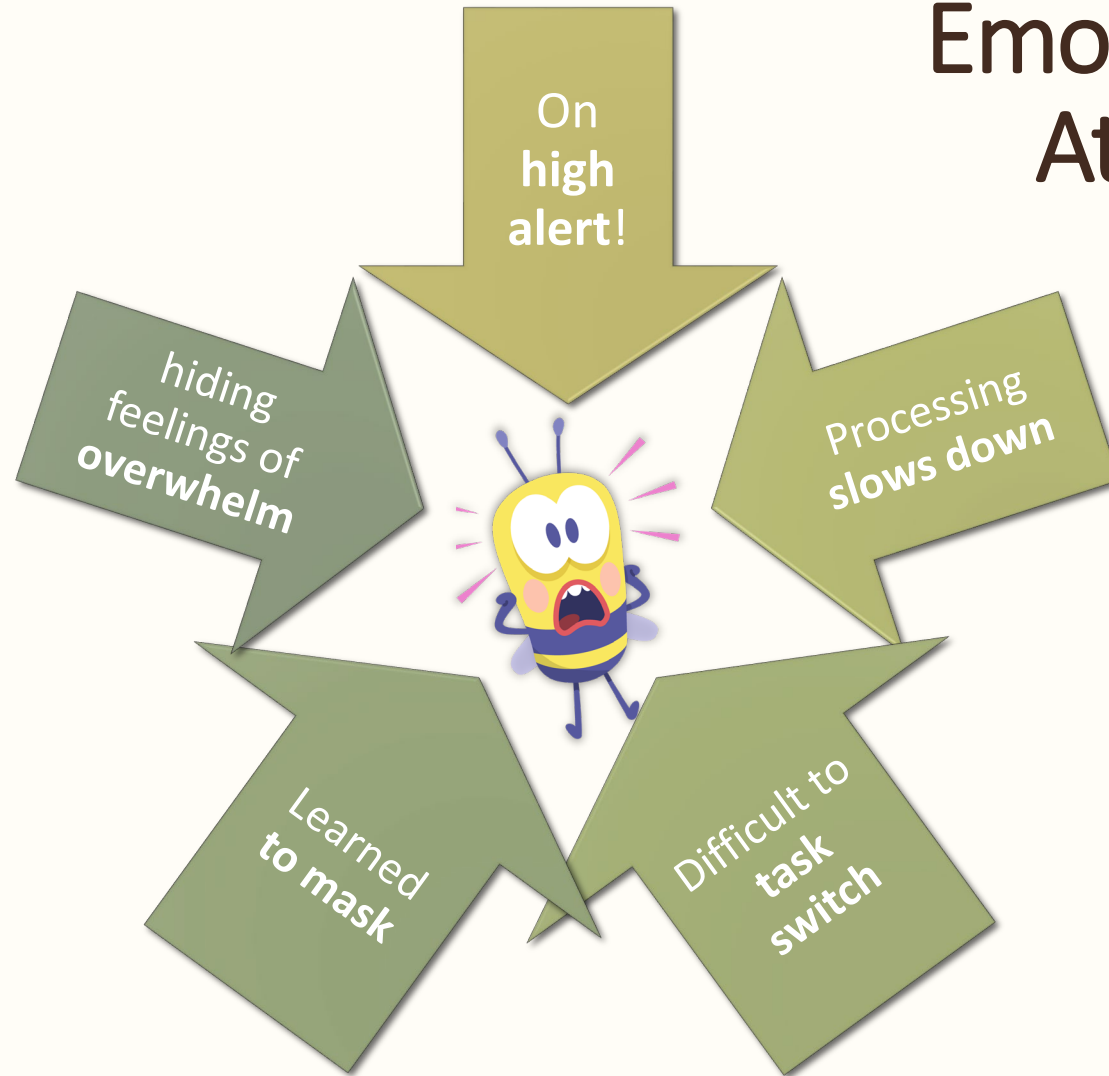 Emo
At
On
high
alert!
Processing
slows down
Difficult to
task
switch
Learned
to mask
hiding
feelings of
overwhelm